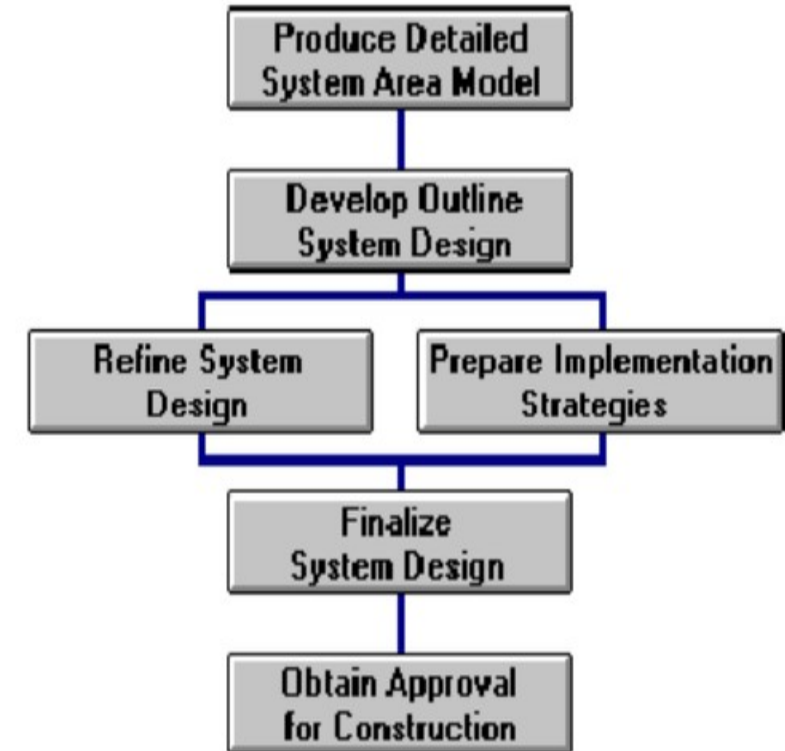 Produce Detailed
System Area Model
Develop Outline
System Design
Refine System
Design
Prepare Implementation
Strategies
Finalize
System Design
Obtain Approval
for Construction